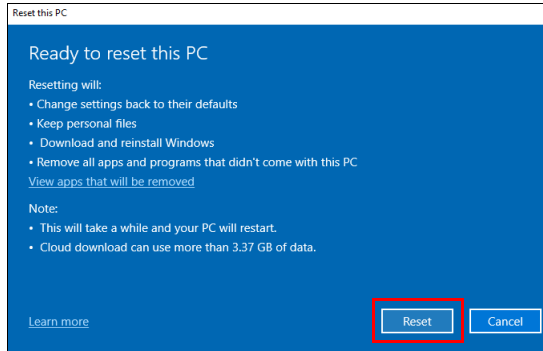 Reset this PC
Ready to reset this PC
Resetting will:
• Change settings back to their defaults
• Keep personal files
• Download and reinstall Windows
• Remove all apps and programs that didn't come with this PC
View apps that will be removed
Note:
• This will take a while and your PC will restart.
• Cloud download can use more than 3.37 GB of data.
Learn more
Reset
Cancel